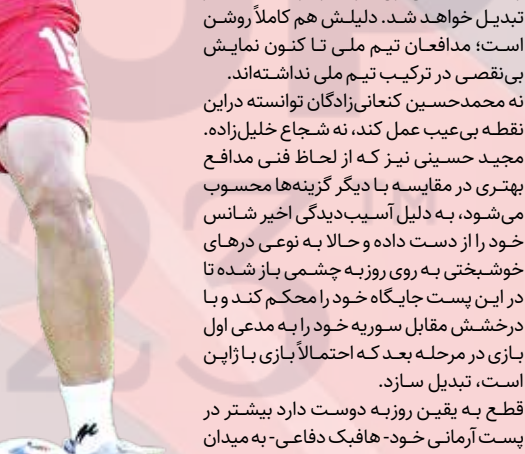 تبدیل خواهد شد. دلیلش هم کاملاً روشن
است؛ مدافعان تیم ملی تا کنون نمایش
بی‌نقصی در ترکیب تیم ملی نداشته‌اند.
نه محمدحسین کنعانی‌زادگان توانسته دراین
نقطه بی‌عیب عمل کند، نه شجاع خلیل‌زاده.
مجید حسینی نیز که از لحاظ فنی مدافع
بهتری در مقایسه با دیگر گزینه‌ها محسوب
می‌شود، به دلیل آسیب‌دیدگی اخیر شانس
خود را از دست داده و حالا به نوعی درهای
خوشبختی به روی روزبه چشمی باز شده تا
در این پست جایگاه خود را محکم کند و با
درخشش مقابل سوریه خود را به مدعی اول
بازی در مرحله بعد که احتمالاً بازی با ژاپن
است، تبدیل سازد.
قطع به یقین روزبه دوست دارد بیشتر در
پست آرمانی خود- هافبک دفاعی- به میدان
23
TM